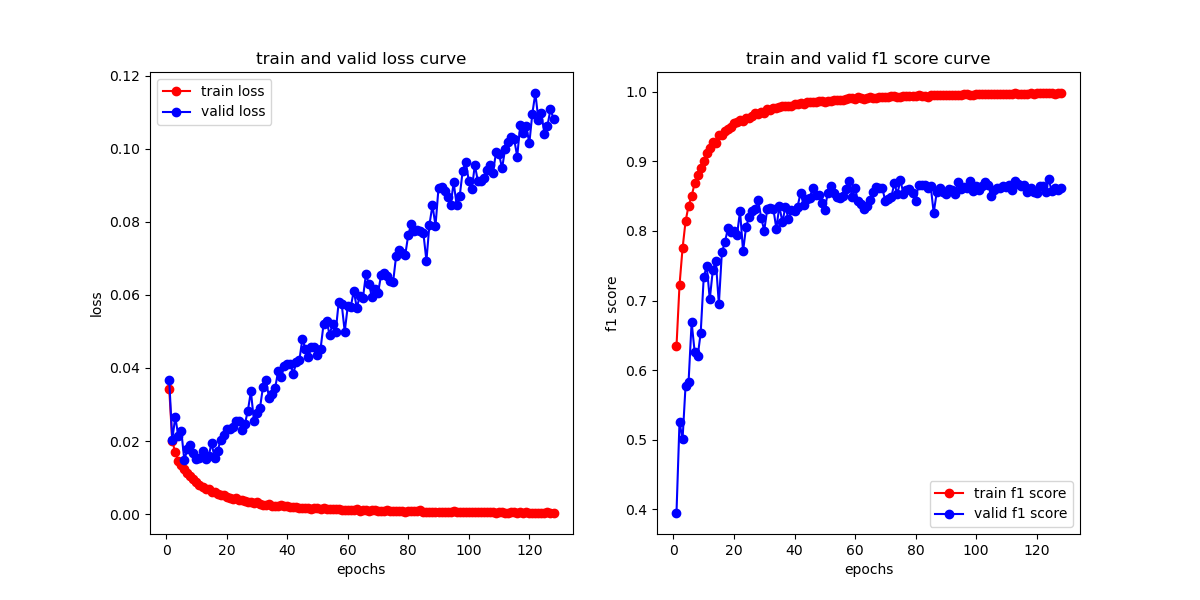 train and valid loss curve
train loss
valid loss
0.12
0.10
0.08
0.06
0.04
0.02
0.00
loss
0 20 40 60 80 100 120
epochs
train and valid f1 score curve
1.0
0.9
0.8
0.7
0.6
0.5
0.4
f1 score
train f1 score
valid f1 score
0 20 40 60 80 100 120
epochs